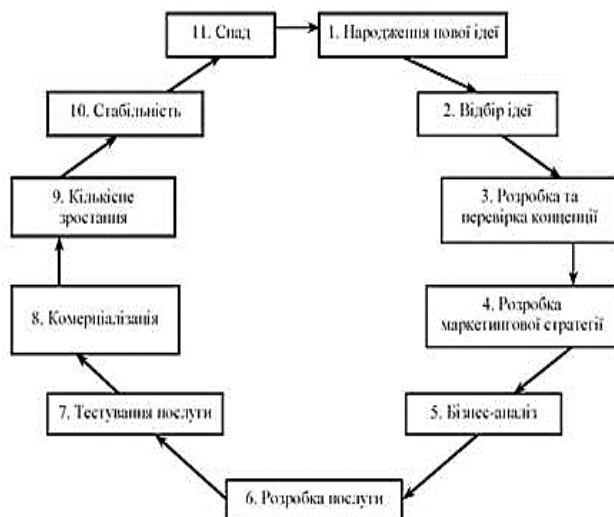 11. Спад
1. Народження нової ідеї
10. Стабільність
2. Відбір ідеї
9. Кількісне
зростання
3. Розробка та
перевірка концепції
8. Комерціалізація
4. Розробка
маркетингової стратегії
7. Тестування послуги
5. Бізнес-аналіз
6. Розробка послуги